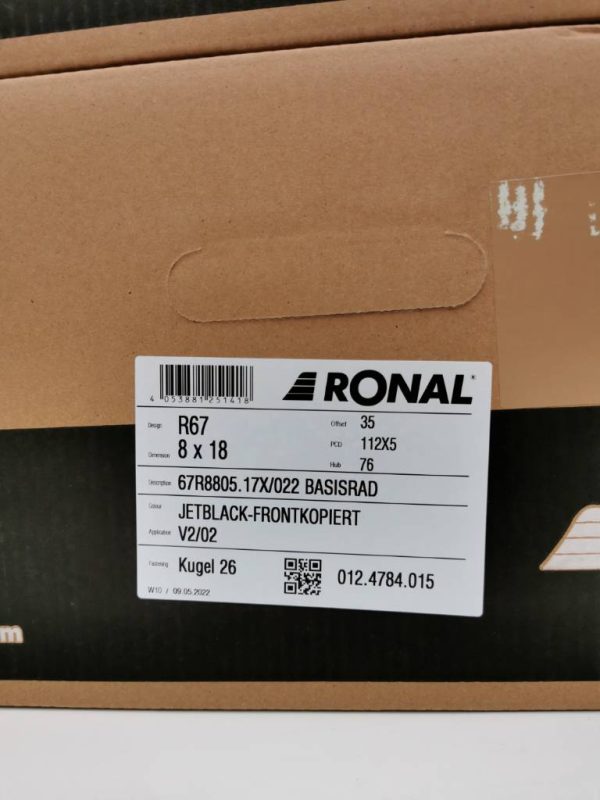 RONAL
4 053881 251418
Design R67
Offset 35
Dimension 8 x 18
PCD 112X5
Hub 76
Description 67R8805.17X/022 BASISRAD
Colour JETBLACK-FRONTKOPIERT
Application V2/02
Fastening Kugel 26
012.4784.015
W10 / 09.05.2022
m